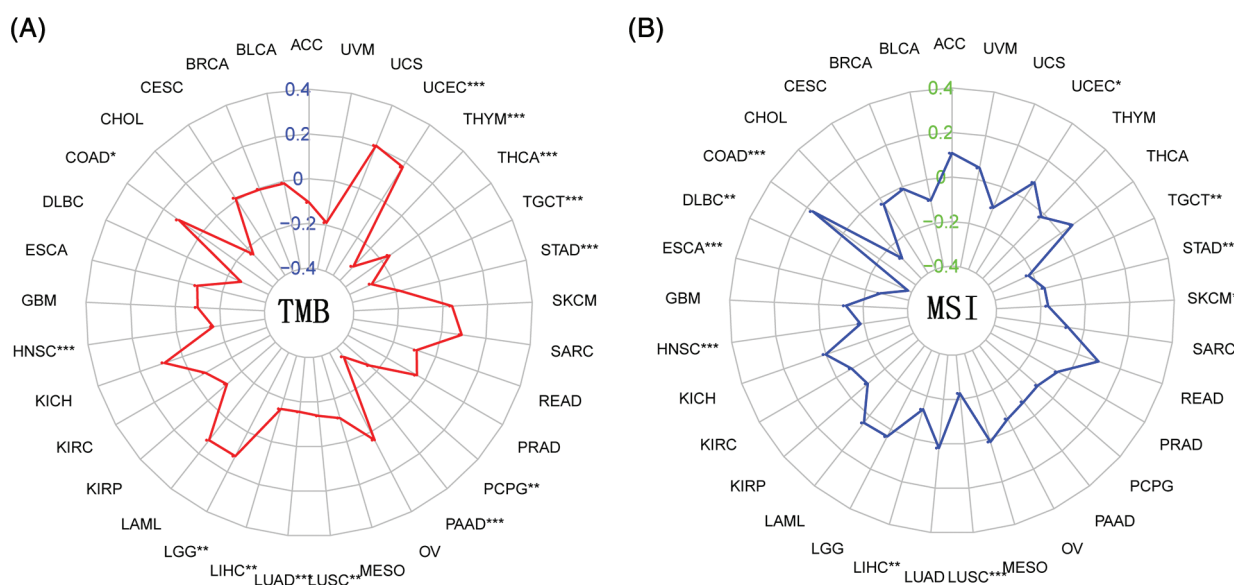 (A)
ACC
UVM
UCS
UCEC***
THYM***
THCA***
TGCT***
STAD***
SKCM
SARC
READ
PRAD
PCPG**
PAAD***
OV
MESO
LUSC**
LUAD***
LIHC**
LGG**
LAML
KIRP
KIRC
KICH
HNSC***
GBM
ESCA
DLBC
COAD*
CHOL
CESC
BRCA
BLCA
0.4
0.2
0
-0.2
-0.4
TMB
(B)
ACC
UVM
UCS
UCEC*
THYM
THCA
TGCT**
STAD**
SKCM*
SARC
READ
PRAD
PCPG
PAAD
OV
MESO
LUSC***
LUAD
LIHC**
LGG
LAML
KIRP
KIRC
KICH
HNSC***
GBM
ESCA***
DLBC**
COAD***
CHOL
CESC
BRCA
BLCA
0.4
0.2
0
-0.2
-0.4
MSI